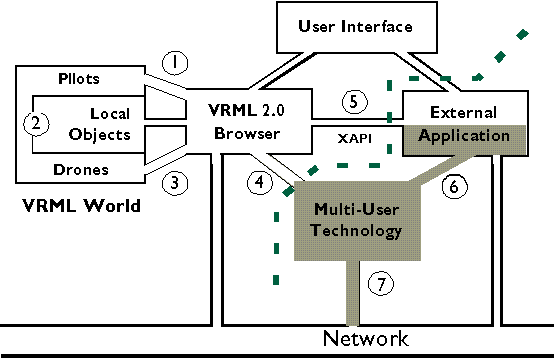 User Interface
1
Pilots
2
Local
Objects
Drones
3
VRML World
VRML 2.0
Browser
5
XAPI
External
Application
4
6
Multi-User
Technology
7
Network